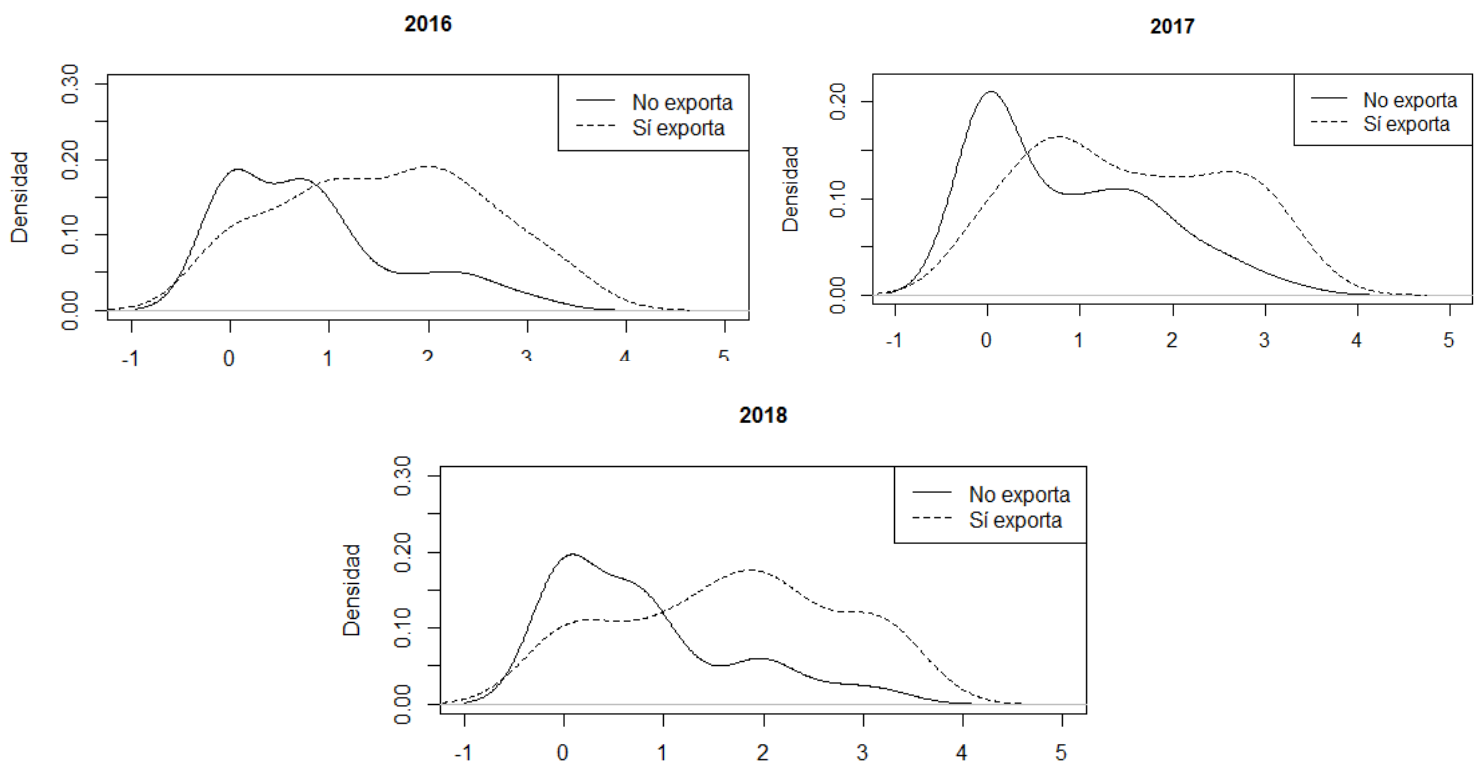 2016
Densidad
0.00 0.10 0.20 0.30
No exporta
Sí exporta
-1 0 1 2 3 4 5
2017
Densidad
0.00 0.10 0.20
No exporta
Sí exporta
-1 0 1 2 3 4 5
2018
Densidad
0.00 0.10 0.20 0.30
No exporta
Sí exporta
-1 0 1 2 3 4 5